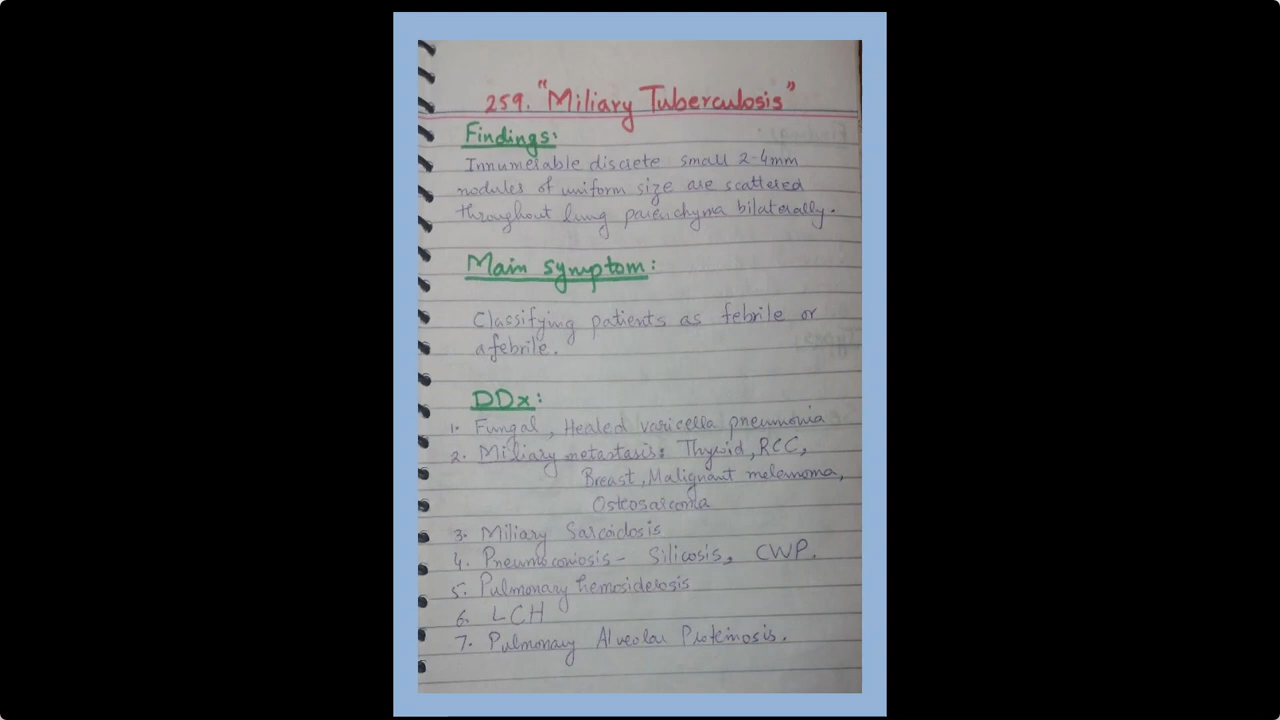 259. "Miliary Tuberculosis"
Findings:
Innumerable discrete small 2-4mm
nodules of uniform size are scattered
throughout lung parenchyma bilaterally.
Main symptom:
Classifying patients as febrile or
afebrile.
DDx:
1. Fungal, Healed varicella pneumonia
2. Miliary metastasis: Thyroid, RCC,
Breast, Malignant melanoma,
Osteosarcoma
3. Miliary Sarcoidosis
4. Pneumoconiosis - Silicosis, CWP.
5. Pulmonary hemosiderosis
6. LCH
7. Pulmonary Alveolar Proteinosis.